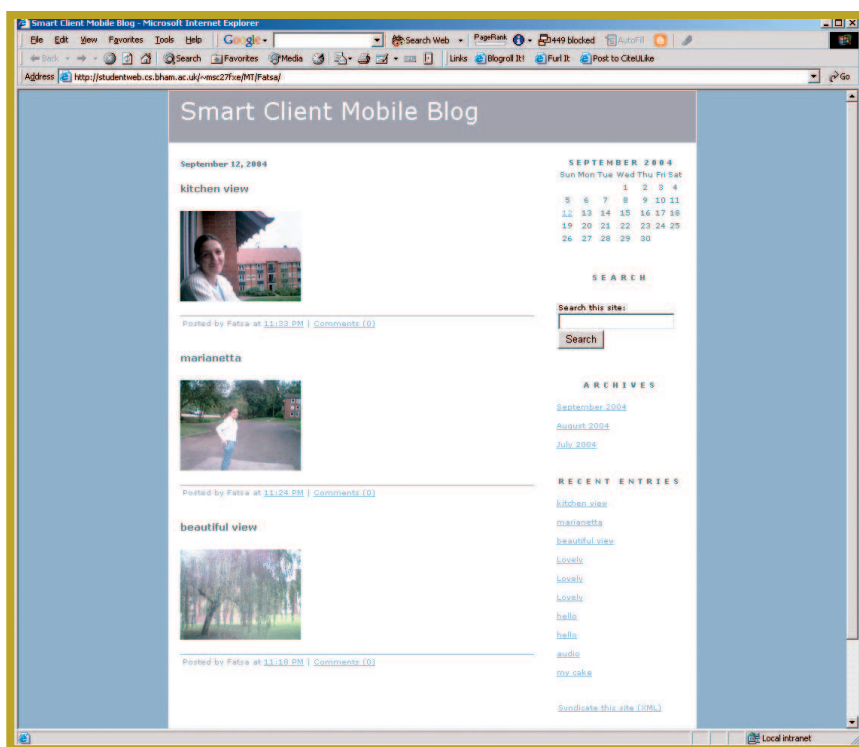 Smart Client Mobile Blog - Microsoft Internet Explorer
File Edit View Favorites Tools Help Google Search Web PageRank 449 blocked AutoFill
Back Search Favorites Media Links Blogroll It! Furl It Post to CiteULike
Address http://studentweb.cs.bham.ac.uk/~msc27fxe/MT/Fatsa/ Go
Smart Client Mobile Blog
September 12, 2004
kitchen view
Posted by Fatsa at 11:33 PM | Comments (0)
marianetta
Posted by Fatsa at 11:24 PM | Comments (0)
beautiful view
Posted by Fatsa at 11:18 PM | Comments (0)
SEPTEMBER 2004
Sun Mon Tue Wed Thu Fri Sat
1 2 3 4
5 6 7 8 9 10 11
12 13 14 15 16 17 18
19 20 21 22 23 24 25
26 27 28 29 30
SEARCH
Search this site:
Search
ARCHIVES
September 2004
August 2004
July 2004
RECENT ENTRIES
kitchen view
marianetta
beautiful view
Lovely
Lovely
Lovely
hello
hello
audio
my cake
Syndicate this site (XML)
Local intranet